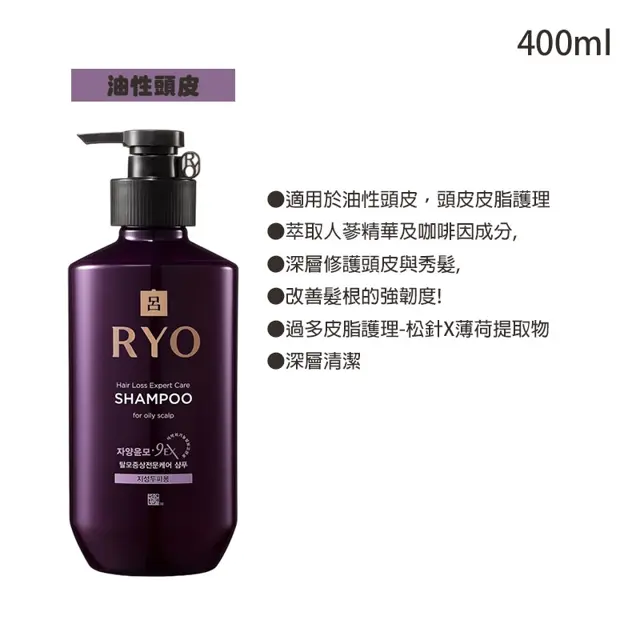 400ml
油性頭皮
●適用於油性頭皮，頭皮皮脂護理
●萃取人蔘精華及咖啡因成分,
●深層修護頭皮與秀髮,
●改善髮根的強韌度!
●過多皮脂護理-松針X薄荷提取物
●深層清潔
呂
RYO
Hair Loss Expert Care
SHAMPOO
for oily scalp
자양윤모·9EX
탈모증상전문케어 샴푸
지성두피용